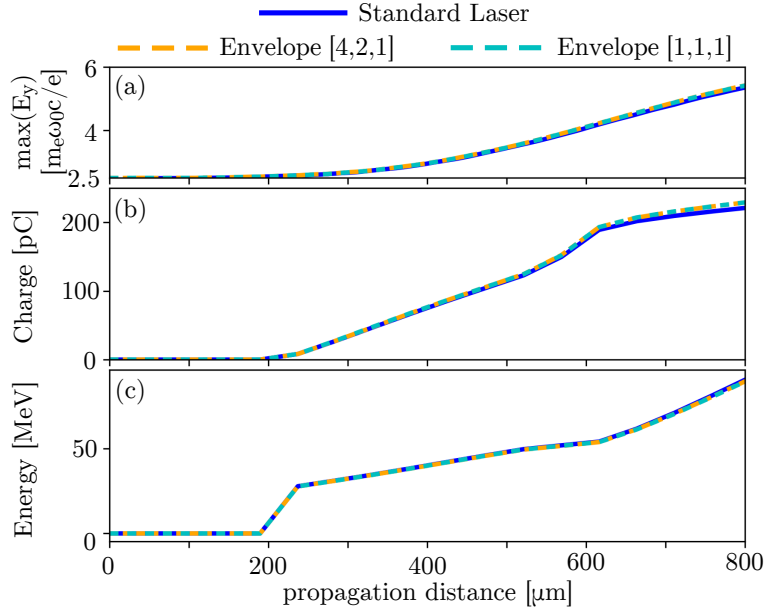 Standard Laser
Envelope [4,2,1]
Envelope [1,1,1]
(a)
max(E_y)
[m_eω_0c/e]
6
4
2.5
(b)
Charge [pC]
200
100
0
(c)
Energy [MeV]
50
0
0
200
400
600
800
propagation distance [μm]